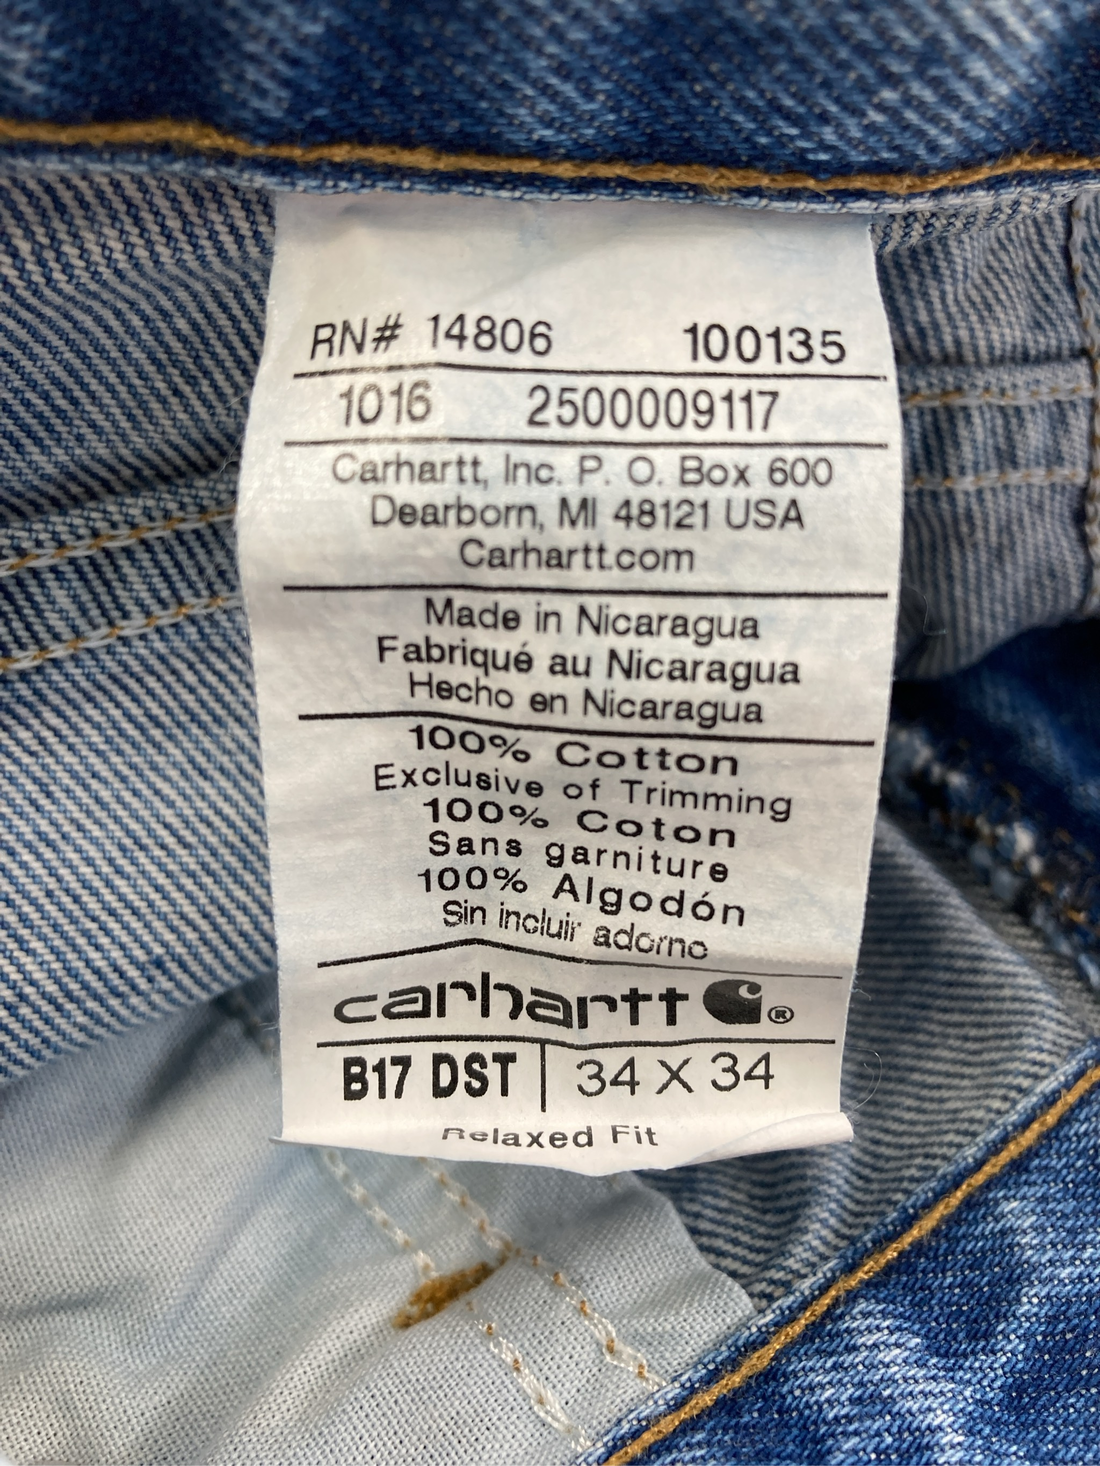 RN# 14806 100135
1016 2500009117
Carhartt, Inc. P. O. Box 600
Dearborn, MI 48121 USA
Carhartt.com
Made in Nicaragua
Fabriqué au Nicaragua
Hecho en Nicaragua
100% Cotton
Exclusive of Trimming
100% Coton
Sans garniture
100% Algodón
Sin incluir adorno
carhartt ®
B17 DST | 34 X 34
Relaxed Fit